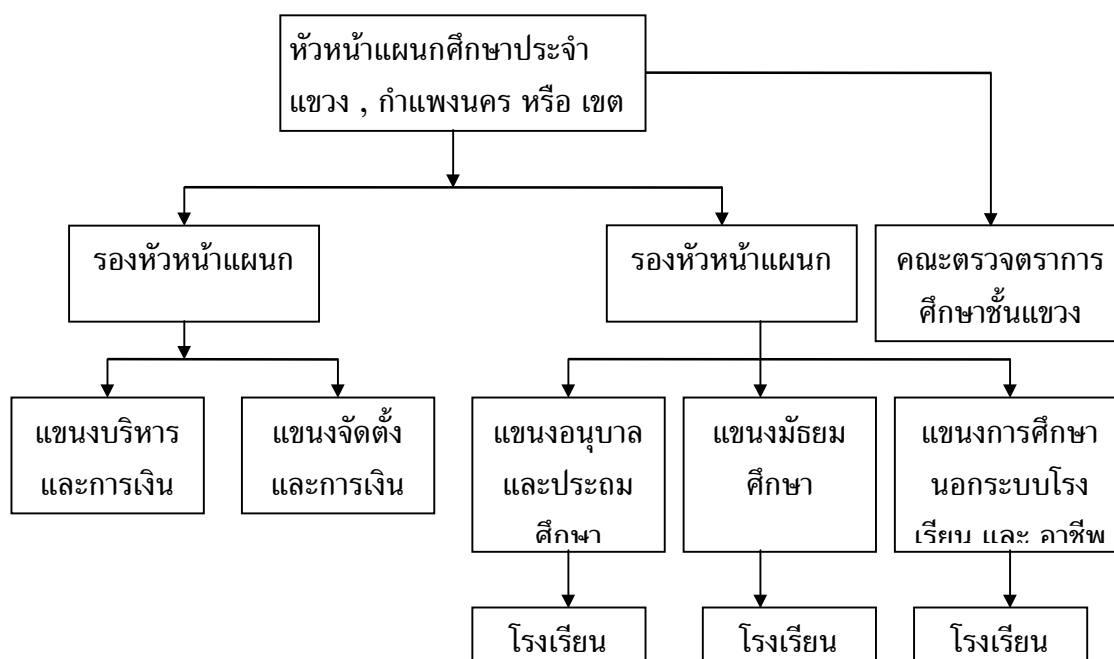 หัวหน้าแผนกศึกษาประจำ
แขวง , กำแพงนคร หรือ เขต
รองหัวหน้าแผนก
รองหัวหน้าแผนก
คณะตรวจตราการ
ศึกษาชั้นแขวง
แขนงบริหาร
และการเงิน
แขนงจัดตั้ง
และการเงิน
แขนงอนุบาล
และประถม
ศึกษา
แขนงมัธยม
ศึกษา
แขนงการศึกษา
นอกระบบโรง
เรียน และ อาชีพ
โรงเรียน
โรงเรียน
โรงเรียน